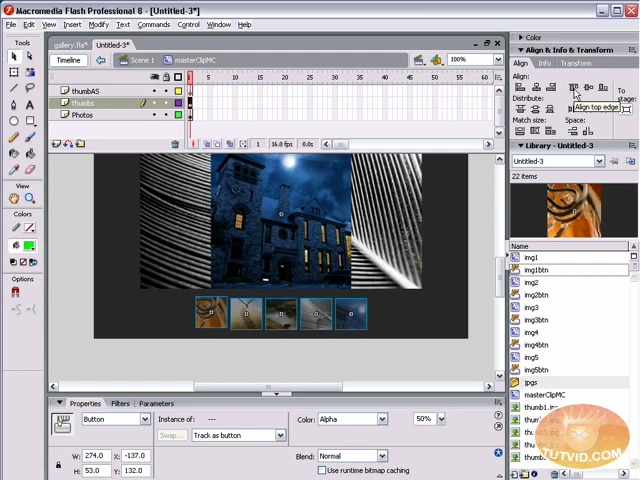 Macromedia Flash Professional 8 - [Untitled-3*]
File Edit View Insert Modify Text Commands Control Window Help
Tools
View
Colors
Options
gallery.fla* Untitled-3*
Timeline Scene 1 masterClipMC 100%
1 5 10 15 20 25 30 35 40 45 50 55 60
thumbAS
thumbs
Photos
1 16.0 fps 0.0s
Color
Align & Info & Transform
Align Info Transform
Align:
To stage:
Align top edge
Distribute:
Match size: Space:
Library - Untitled-3
Untitled-3
22 items
Name
img1
img1btn
img2
img2btn
img3
img3btn
img4
img4btn
img5
img5btn
jpgs
masterClipMC
thumb1.jpg
TUTVID.COM
Properties Filters Parameters
Button Instance of: --- Color: Alpha 50%
Swap... Track as button
W: 274.0 X: -137.0 Blend: Normal
H: 53.0 Y: 132.0 Use runtime bitmap caching